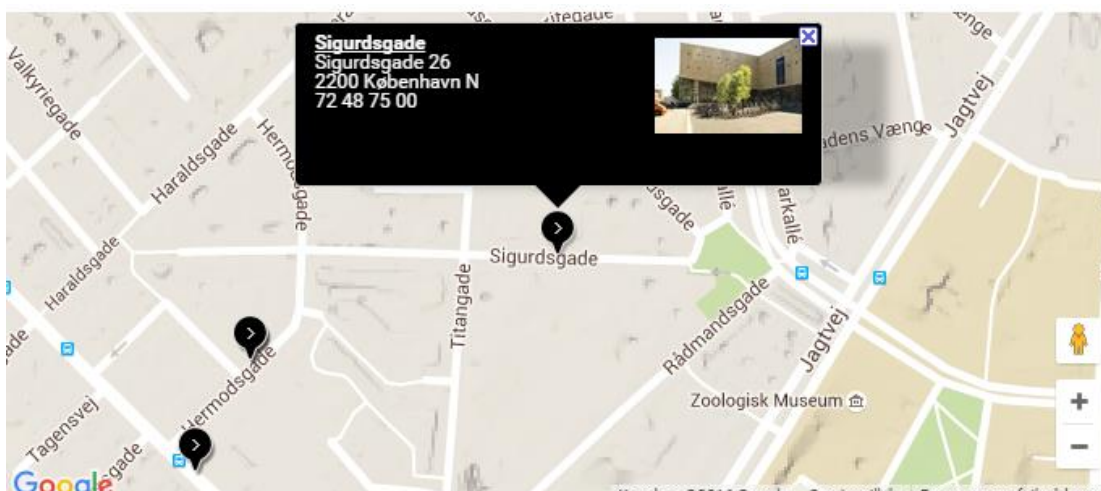 Sigurdsgade
Sigurdsgade 26
2200 København N
72 48 75 00
Valkyriegade
Haraldsgade
Jagtvej
Haraldsgade
Sigurdsgade
Titangade
Rådmandsgade
Jagtvej
Hermodsgade
Zoologisk Museum
Tagensvej
Google